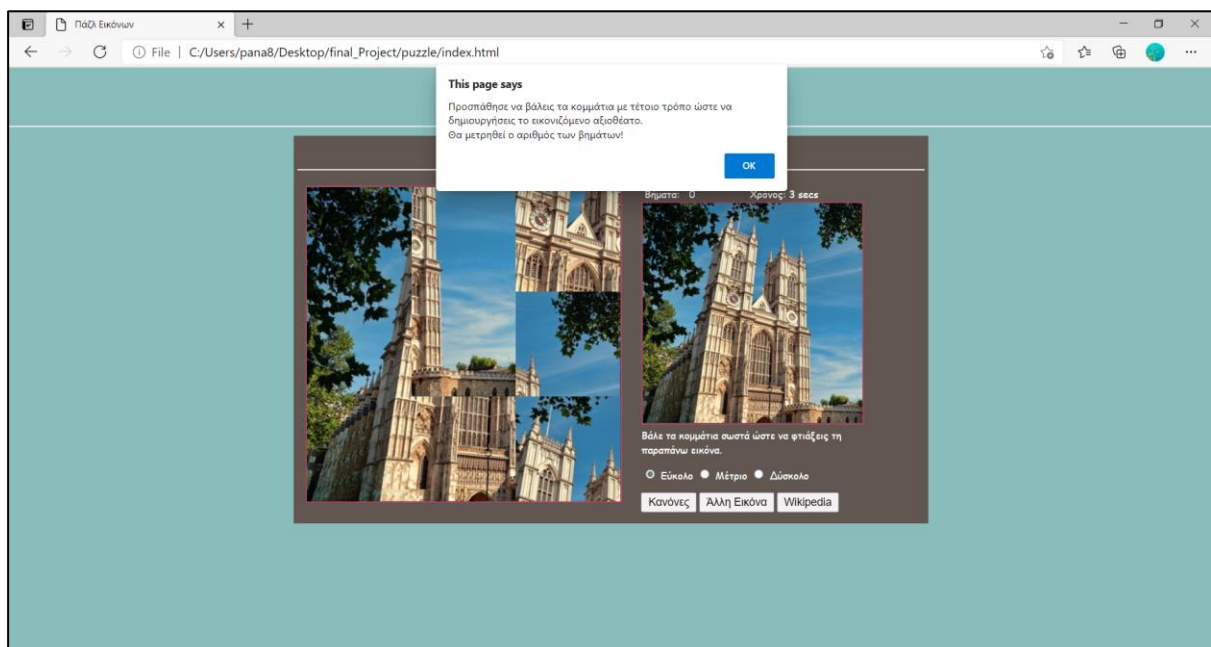 Πάζλ Εικόνων
File | C:/Users/pana8/Desktop/final_Project/puzzle/index.html
This page says
Προσπάθησε να βάλεις τα κομμάτια με τέτοιο τρόπο ώστε να
δημιουργήσεις το εικονιζόμενο αξιοθέατο.
Θα μετρηθεί ο αριθμός των βημάτων!
OK
Βηματα: 0 Χρονος: 3 secs
Βάλε τα κομμάτια σωστά ώστε να φτιάξεις τη
παραπάνω εικόνα.
Εύκολο Μέτριο Δύσκολο
Κανόνες Άλλη Εικόνα Wikipedia